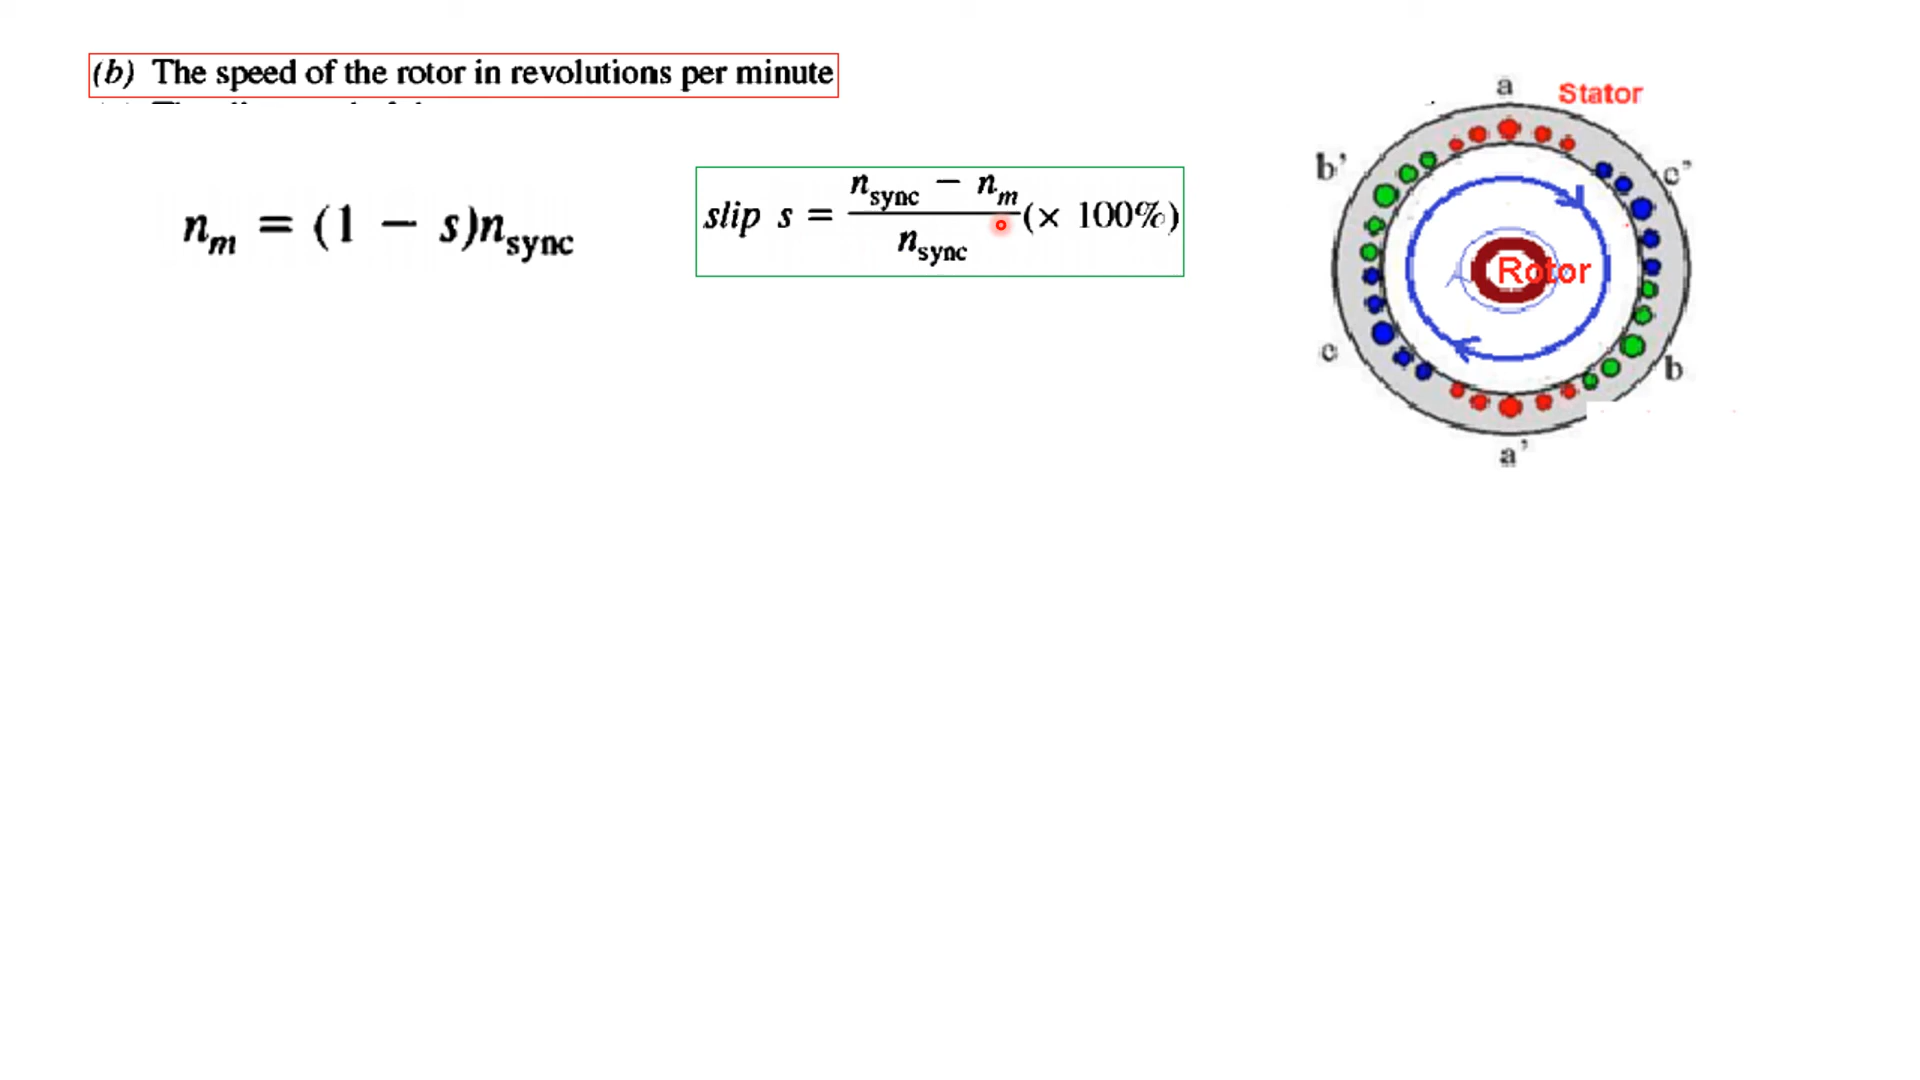 (b) The speed of the rotor in revolutions per minute
n_m = (1 − s)n_sync
slip s = \frac{n_sync − n_m}{n_sync} (× 100%)
a
Stator
b’
c’
Rotor
c
b
a’